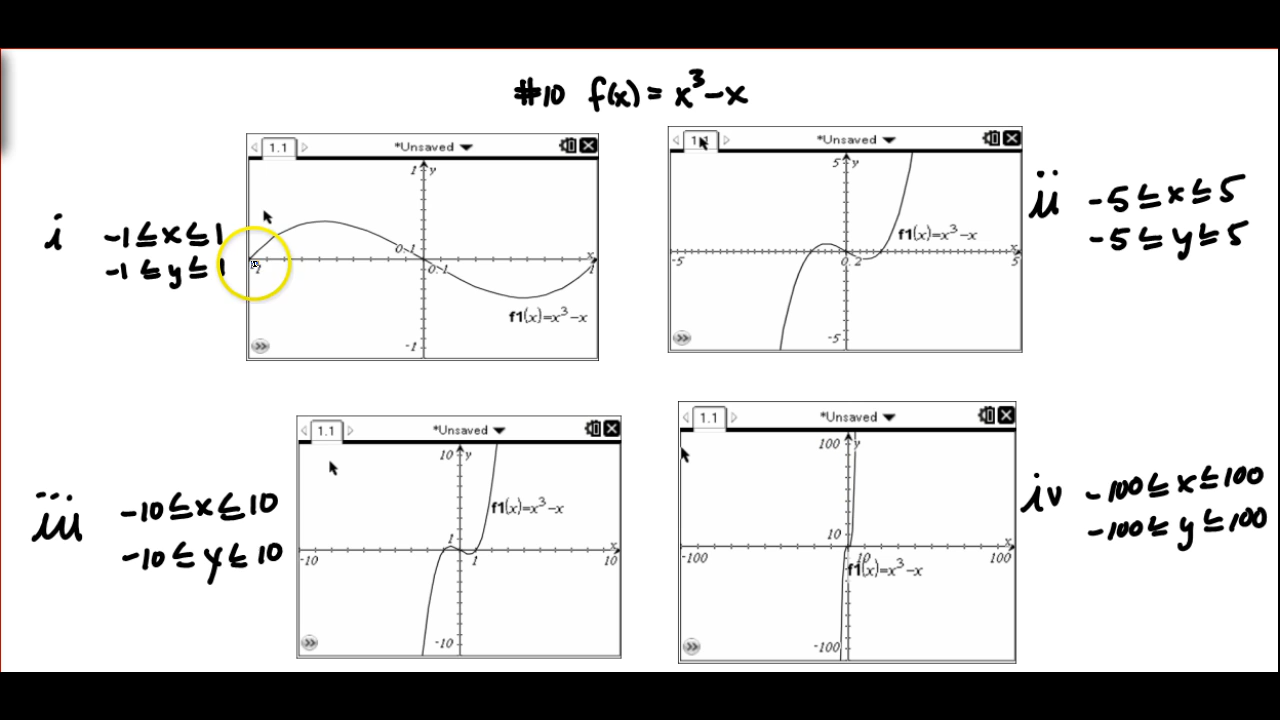 #10 f(x) = x³-x
i -1≤x≤1
-1≤y≤1
1.1 *Unsaved
1 y
0.1
x
-1 0.1 1
f1(x)=x³-x
-1
1.1 *Unsaved
5 y
f1(x)=x³-x
x
-5 0.2 5
-5
ii -5≤x≤5
-5≤y≤5
iii -10≤x≤10
-10≤y≤10
1.1 *Unsaved
10 y
f1(x)=x³-x
1 x
-10 1 10
-10
1.1 *Unsaved
100 y
10 x
-100 10 100
f1(x)=x³-x
-100
iv -100≤x≤100
-100≤y≤100